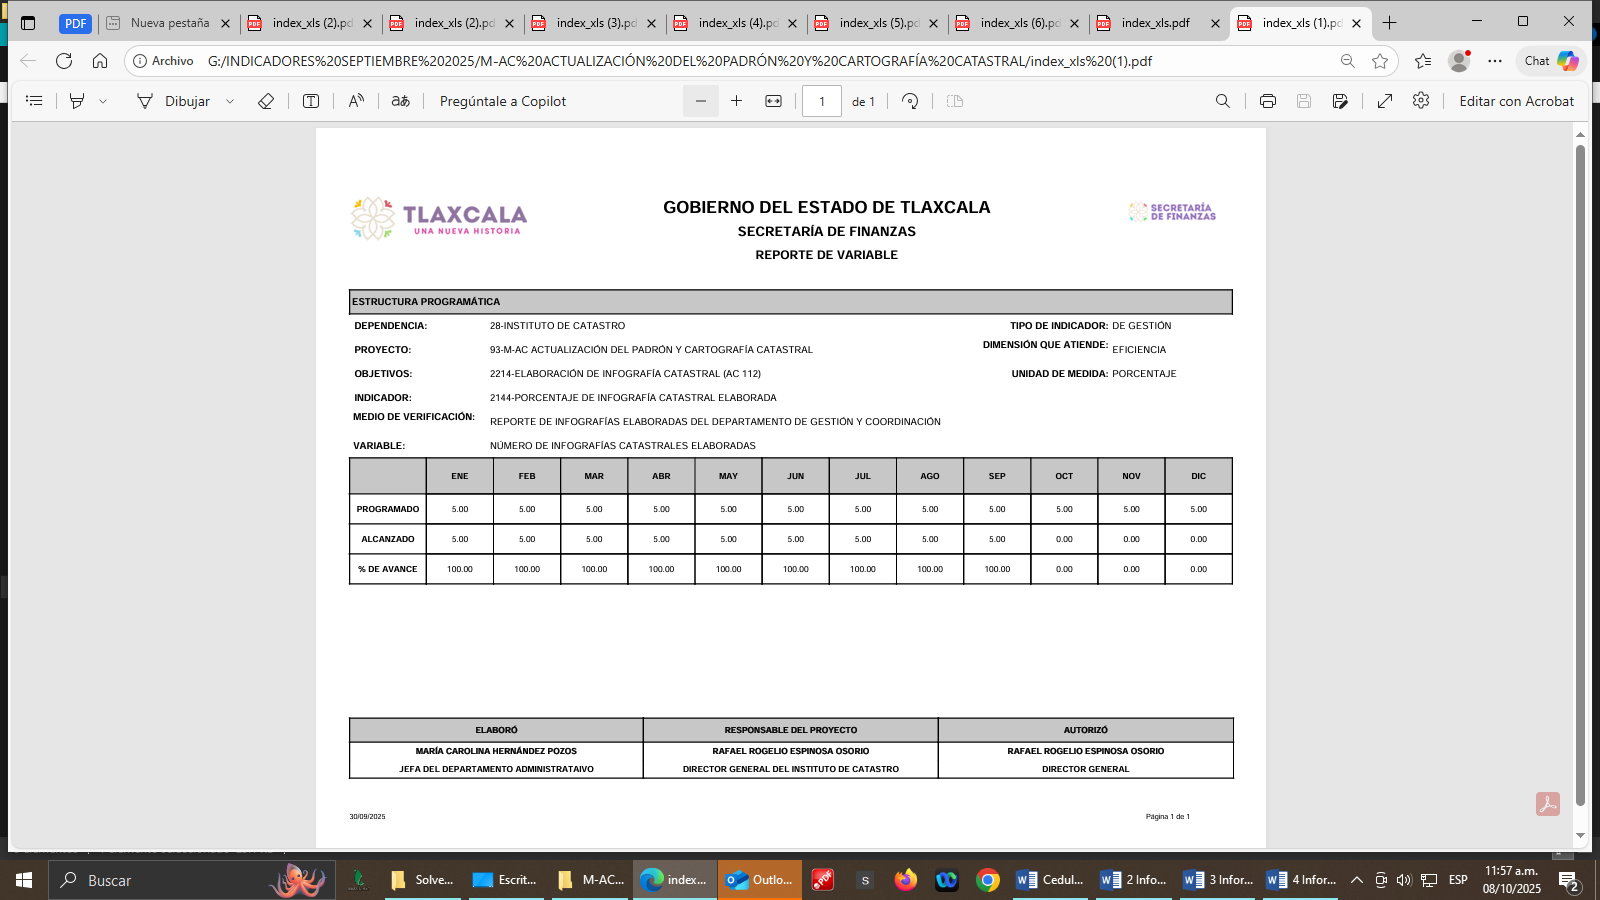 PDF
Nueva pestaña
index_xls (2).pd
index_xls (2).pd
index_xls (3).pd
index_xls (4).pd
index_xls (5).pd
index_xls (6).pd
index_xls.pdf
index_xls (1).pd
Archivo
G:/INDICADORES%20SEPTIEMBRE%202025/M-AC%20ACTUALIZACIÓN%20DEL%20PADRÓN%20Y%20CARTOGRAFÍA%20CATASTRAL/index_xls%20(1).pdf
Chat
Dibujar
Pregúntale a Copilot
1 de 1
Editar con Acrobat
TLAXCALA
UNA NUEVA HISTORIA
GOBIERNO DEL ESTADO DE TLAXCALA
SECRETARÍA DE FINANZAS
REPORTE DE VARIABLE
SECRETARÍA
DE FINANZAS
ESTRUCTURA PROGRAMÁTICA
DEPENDENCIA: 28-INSTITUTO DE CATASTRO TIPO DE INDICADOR: DE GESTIÓN
PROYECTO: 93-M-AC ACTUALIZACIÓN DEL PADRÓN Y CARTOGRAFÍA CATASTRAL DIMENSIÓN QUE ATIENDE: EFICIENCIA
OBJETIVOS: 2214-ELABORACIÓN DE INFOGRAFÍA CATASTRAL (AC 112) UNIDAD DE MEDIDA: PORCENTAJE
INDICADOR: 2144-PORCENTAJE DE INFOGRAFÍA CATASTRAL ELABORADA
MEDIO DE VERIFICACIÓN: REPORTE DE INFOGRAFÍAS ELABORADAS DEL DEPARTAMENTO DE GESTIÓN Y COORDINACIÓN
VARIABLE: NÚMERO DE INFOGRAFÍAS CATASTRALES ELABORADAS
ENE FEB MAR ABR MAY JUN JUL AGO SEP OCT NOV DIC
PROGRAMADO 5.00 5.00 5.00 5.00 5.00 5.00 5.00 5.00 5.00 5.00 5.00 5.00
ALCANZADO 5.00 5.00 5.00 5.00 5.00 5.00 5.00 5.00 5.00 0.00 0.00 0.00
% DE AVANCE 100.00 100.00 100.00 100.00 100.00 100.00 100.00 100.00 100.00 0.00 0.00 0.00
ELABORÓ RESPONSABLE DEL PROYECTO AUTORIZÓ
MARÍA CAROLINA HERNÁNDEZ POZOS RAFAEL ROGELIO ESPINOSA OSORIO RAFAEL ROGELIO ESPINOSA OSORIO
JEFA DEL DEPARTAMENTO ADMINISTRATAIVO DIRECTOR GENERAL DEL INSTITUTO DE CATASTRO DIRECTOR GENERAL
30/09/2025 Página 1 de 1
Buscar
Solve...
Escrit...
M-AC...
index...
Outlo...
Cedul...
2 Info...
3 Infor...
4 Infor...
ESP
11:57 a.m.
08/10/2025
2